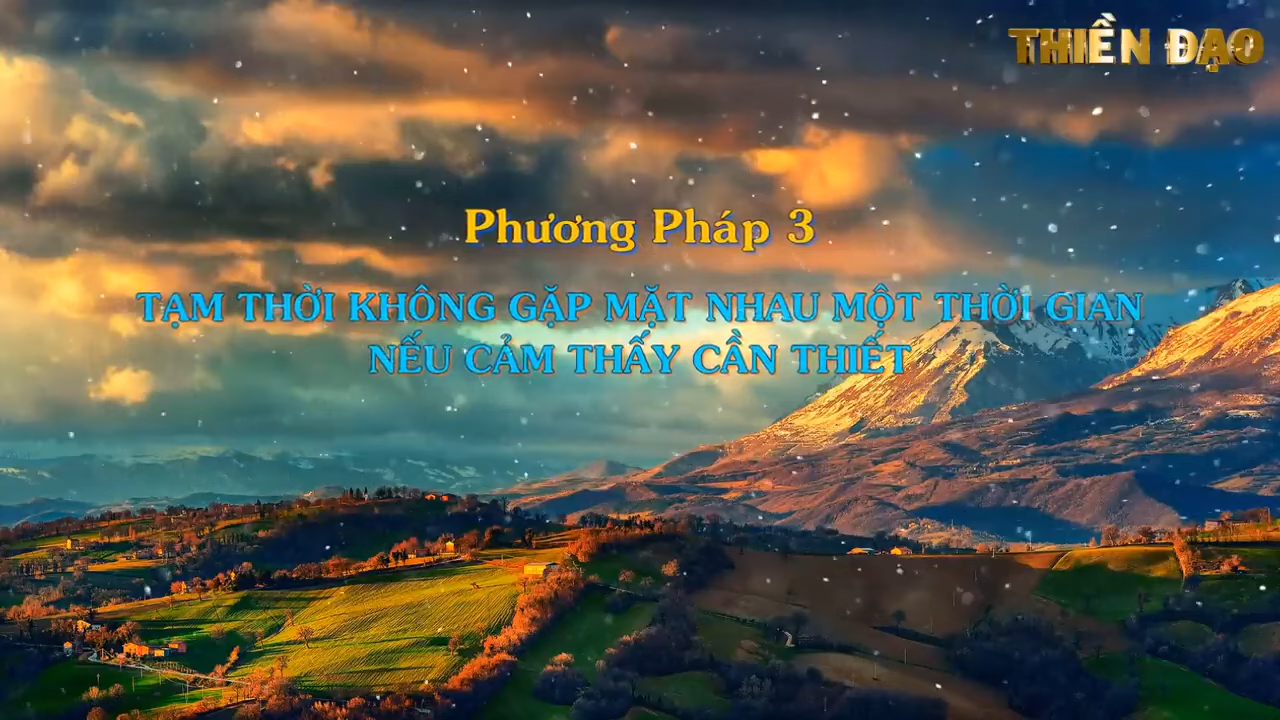 THIỀN ĐẠO
Phương Pháp 3
TẠM THỜI KHÔNG GẶP MẶT NHAU MỘT THỜI GIAN
NẾU CẢM THẤY CẦN THIẾT